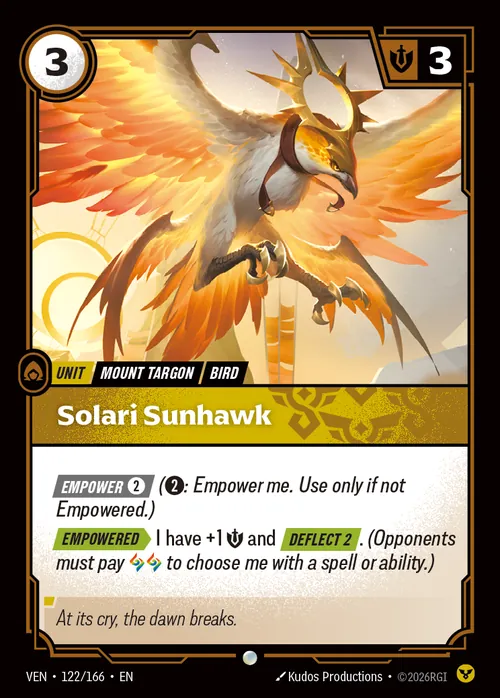 3
3
UNIT / MOUNT TARGON / BIRD
Solari Sunhawk
EMPOWER 2 (2: Empower me. Use only if not
Empowered.)
EMPOWERED I have +1 and DEFLECT 2. (Opponents
must pay to choose me with a spell or ability.)
At its cry, the dawn breaks.
VEN • 122/166 • EN
Kudos Productions • ©2026RGI